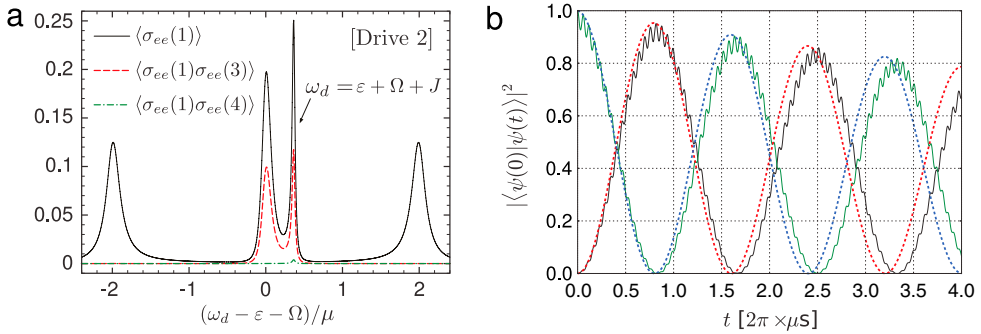 a
⟨σee(1)⟩
⟨σee(1)σee(3)⟩
⟨σee(1)σee(4)⟩
[Drive 2]
ωd = ε + Ω + J
0.25
0.2
0.15
0.1
0.05
0
-2
-1
0
1
2
(ωd − ε − Ω)/μ
b
|⟨ψ(0)|ψ(t)⟩|²
1.0
0.8
0.6
0.4
0.2
0.0
0.0
0.5
1.0
1.5
2.0
2.5
3.0
3.5
4.0
t [2π ×μs]